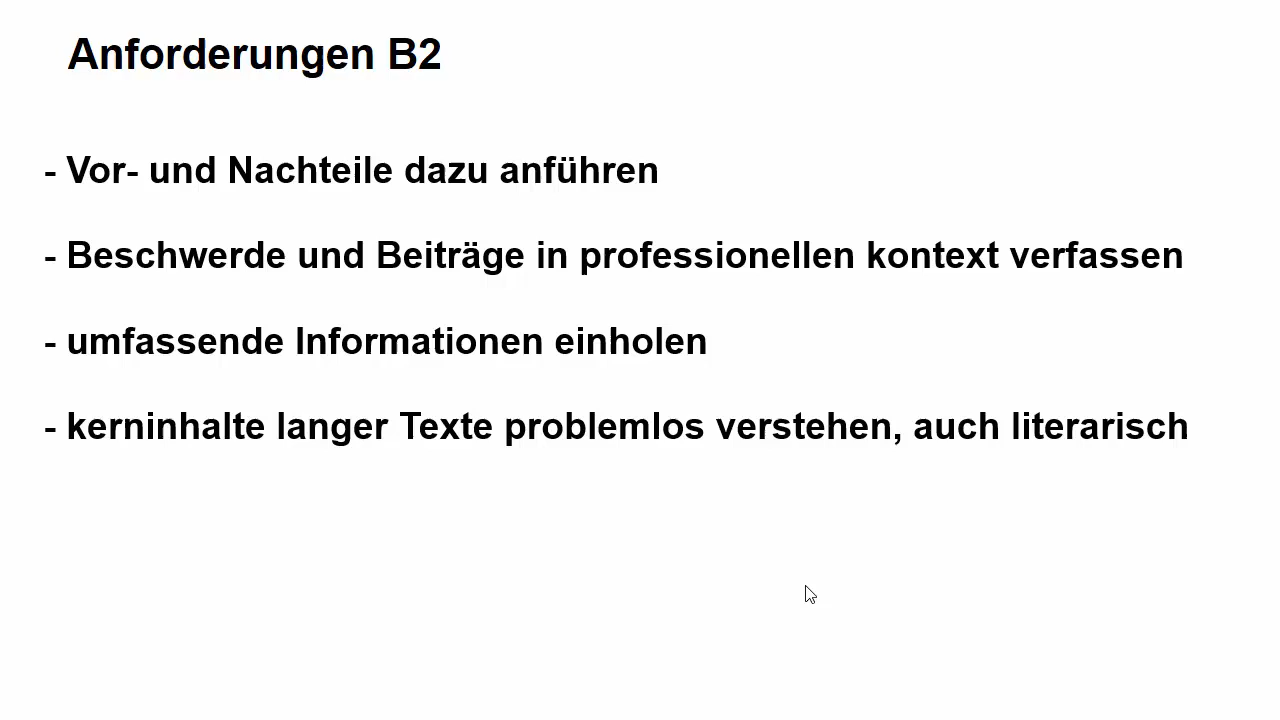 Anforderungen B2
- Vor- und Nachteile dazu anführen
- Beschwerde und Beiträge in professionellen kontext verfassen
- umfassende Informationen einholen
- kerninhalte langer Texte problemlos verstehen, auch literarisch